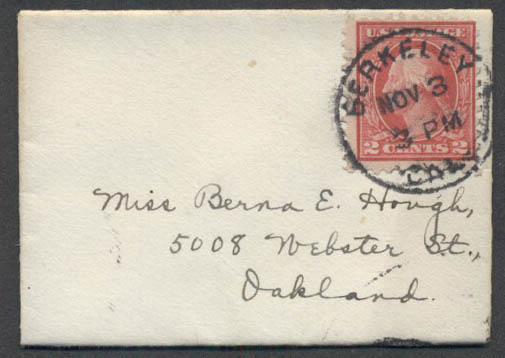 U.S. POSTAGE
BERKELEY
NOV 3
3 PM
2 CENTS 2
CAL.
Miss Berna E. Hough,
5008 Webster St.,
Oakland.